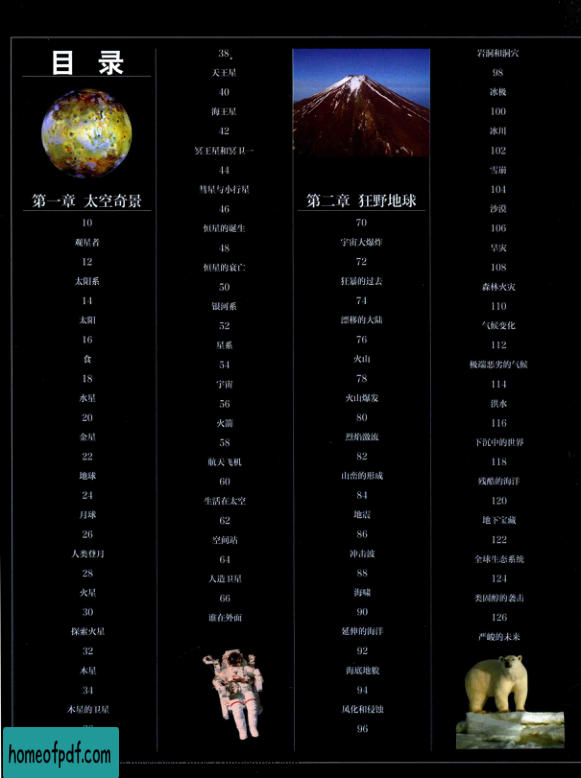 目 录
第一章 太空奇景
10
观星者
12
太阳系
14
太阳
16
食
18
水星
20
金星
22
地球
24
月球
26
人类登月
28
火星
30
探索火星
32
木星
34
木星的卫星
38
天王星
40
海王星
42
冥王星和冥卫一
44
彗星与小行星
46
恒星的诞生
48
恒星的衰亡
50
银河系
52
星系
54
宇宙
56
火箭
58
航天飞机
60
生活在太空
62
空间站
64
人造卫星
66
谁在外面
第二章 狂野地球
70
宇宙大爆炸
72
狂暴的过去
74
漂移的大陆
76
火山
78
火山爆发
80
烈焰激流
82
山峦的形成
84
地震
86
冲击波
88
海啸
90
延伸的海洋
92
海底地貌
94
风化和侵蚀
96
岩洞和洞穴
98
冰极
100
冰川
102
雪崩
104
沙漠
106
旱灾
108
森林火灾
110
气候变化
112
极端恶劣的气候
114
洪水
116
下沉中的世界
118
残酷的海洋
120
地下宝藏
122
全球生态系统
124
类固醇的袭击
126
严峻的未来
homeofpdf.com